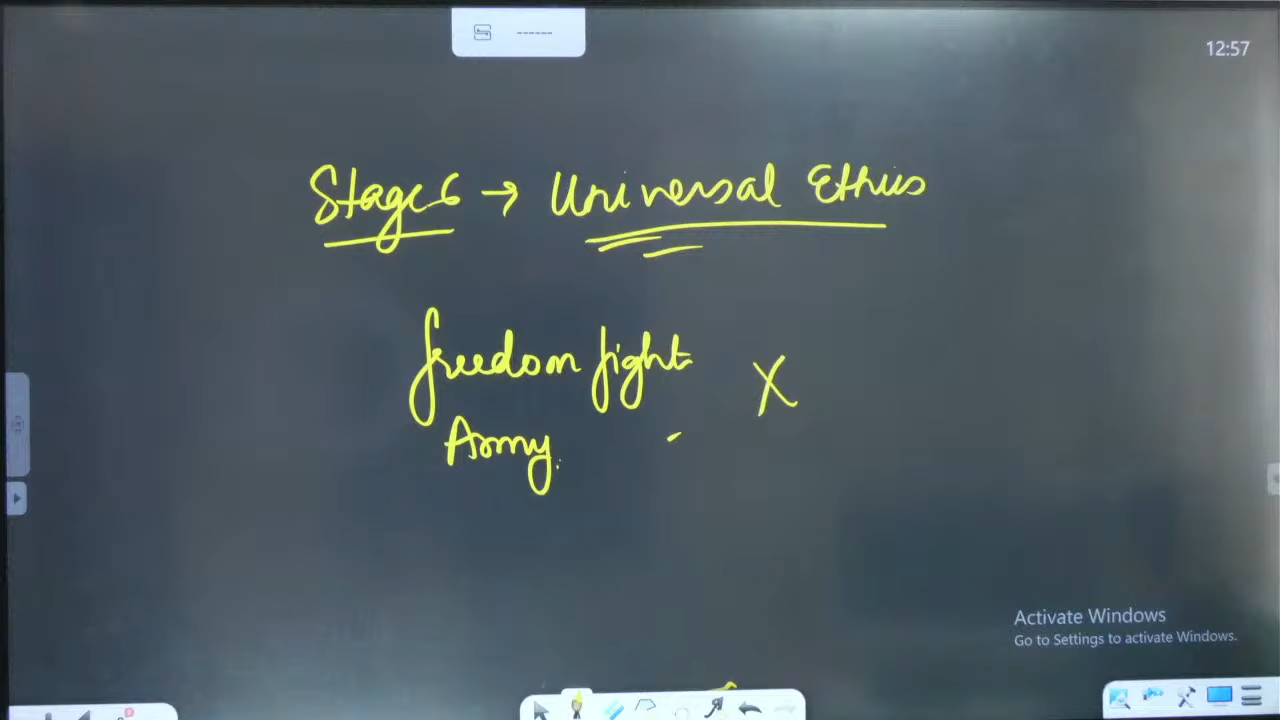 12:57
Stage 6 → Universal Ethics
freedom fight X
Army.
Activate Windows
Go to Settings to activate Windows.